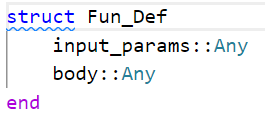 struct Fun_Def
    input_params::Any
    body::Any
end